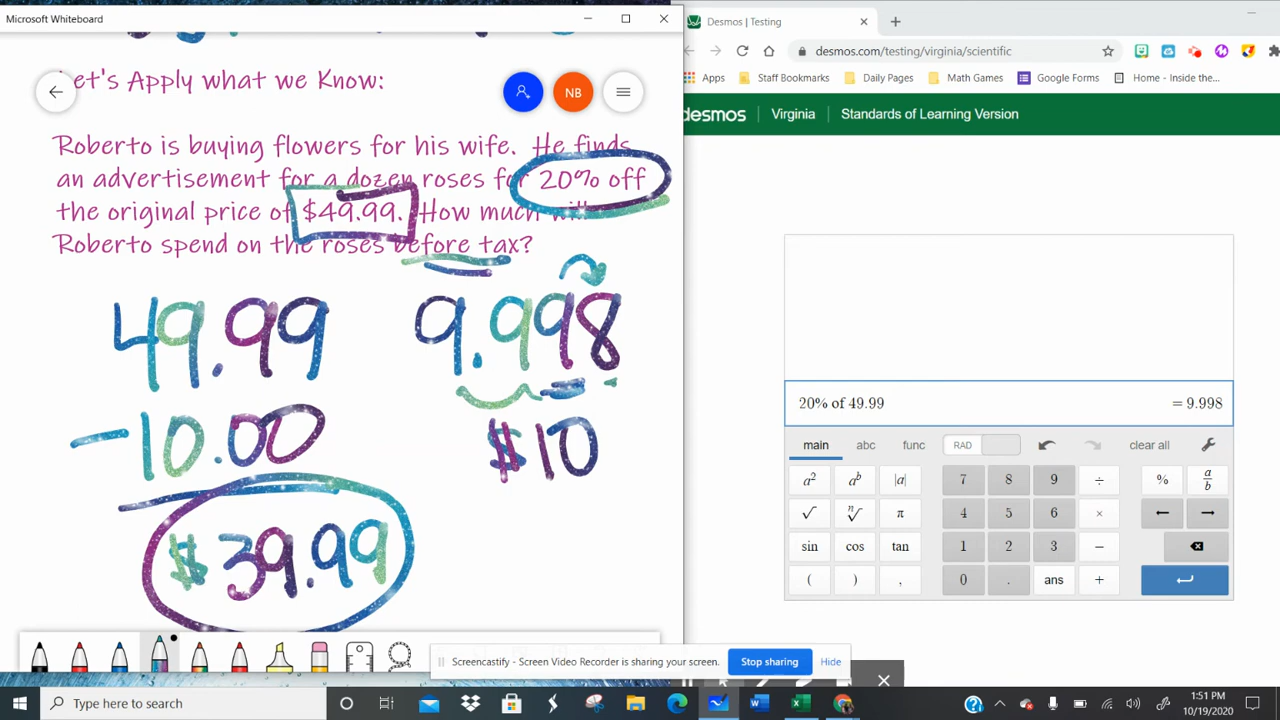 Microsoft Whiteboard
Let's Apply what we Know:
NB
Roberto is buying flowers for his wife. He finds
an advertisement for a dozen roses for 20% off
the original price of $49.99. How much will
Roberto spend on the roses before tax?
49.99
-10.00
$39.99
9.998
$10
Desmos | Testing
desmos.com/testing/virginia/scientific
Apps Staff Bookmarks Daily Pages Math Games Google Forms Home - Inside the...
desmos Virginia Standards of Learning Version
20% of 49.99 = 9.998
main abc func RAD clear all
a² aᵇ |a| 7 8 9 ÷ % a/b
√ ⁿ√ π 4 5 6 × ← →
sin cos tan 1 2 3 −
( ) , 0 . ans +
Screencastify - Screen Video Recorder is sharing your screen. Stop sharing Hide
Type here to search
1:51 PM
10/19/2020